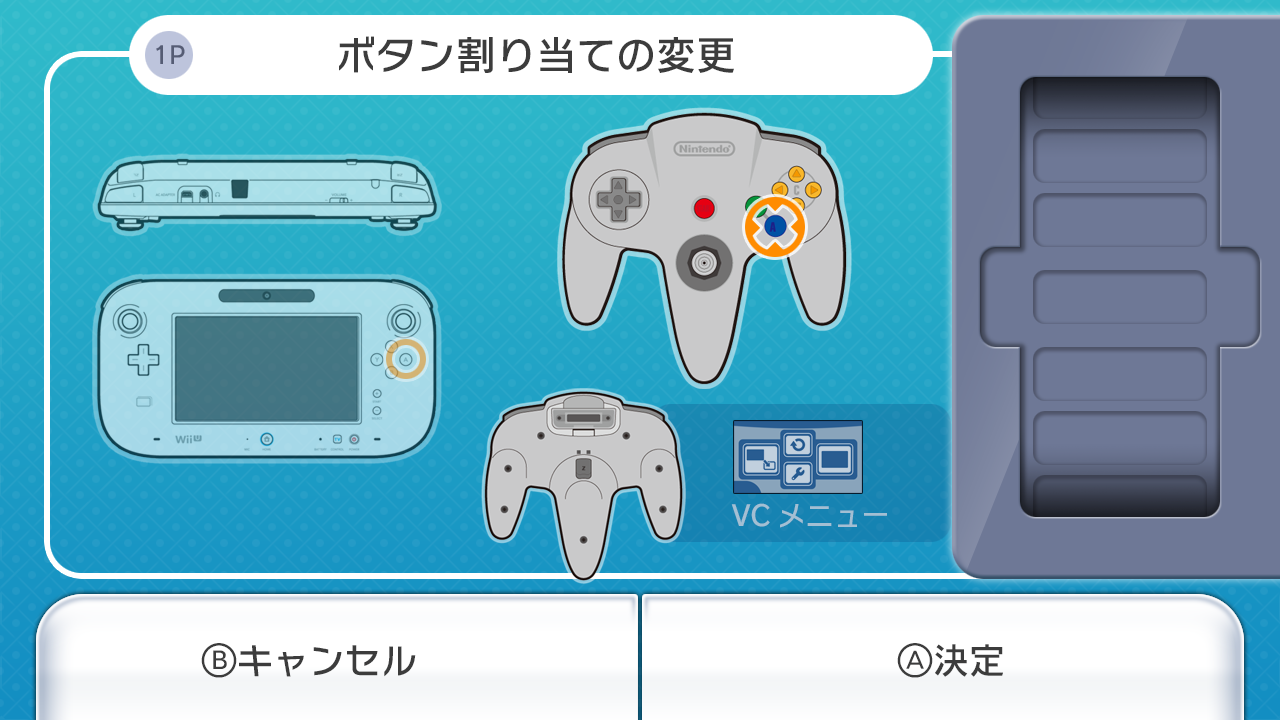 1P
ボタン割り当ての変更
Nintendo
C
A
Y
A
Wii U
Z
VC メニュー
Ⓑキャンセル
Ⓐ決定